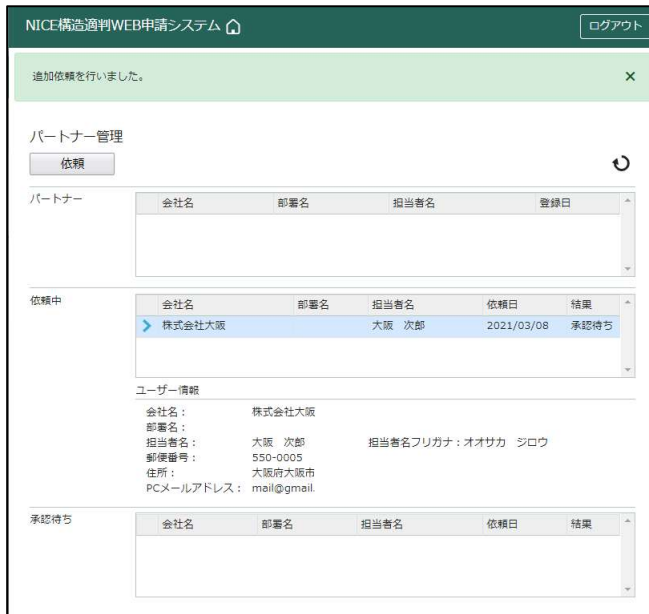 NICE構造適判WEB申請システム ログアウト
追加依頼を行いました。 ×
パートナー管理
依頼
パートナー 会社名 部署名 担当者名 登録日
依頼中 会社名 部署名 担当者名 依頼日 結果
株式会社大阪 大阪 次郎 2021/03/08 承認待ち
ユーザー情報
会社名: 株式会社大阪
部署名:
担当者名: 大阪 次郎 担当者名フリガナ:オオサカ ジロウ
郵便番号: 550-0005
住所: 大阪府大阪市
PCメールアドレス: mail@gmail.
承認待ち 会社名 部署名 担当者名 依頼日 結果